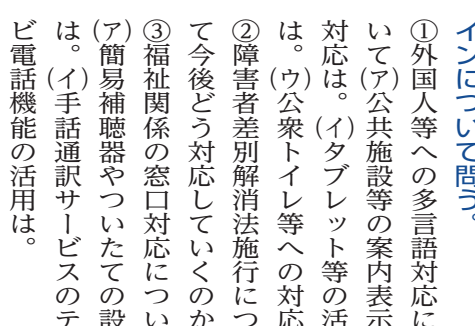 インについて問う。
①外国人等への多言語対応に
いて(ア)公共施設等の案内表示
対応は。(イ)タブレット等の活
は。(ウ)公衆トイレ等への対応
②障害者差別解消法施行につ
て今後どう対応していくのか
③福祉関係の窓口対応につい
(ア)簡易補聴器やついたての設
は。(イ)手話通訳サービスのテ
ビ電話機能の活用は。